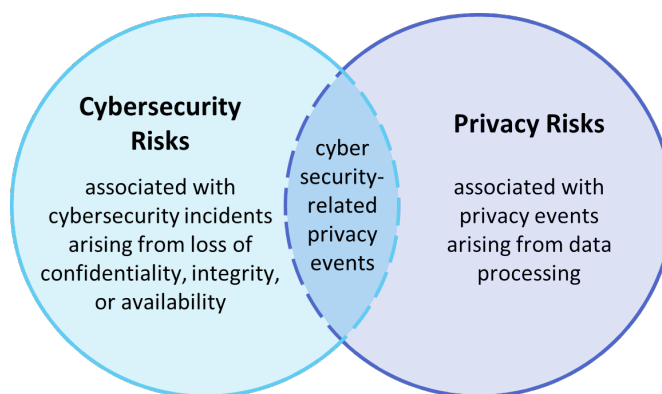 Cybersecurity
Risks
associated with
cybersecurity incidents
arising from loss of
confidentiality, integrity,
or availability
cyber
security-
related
privacy
events
Privacy Risks
associated with
privacy events
arising from data
processing